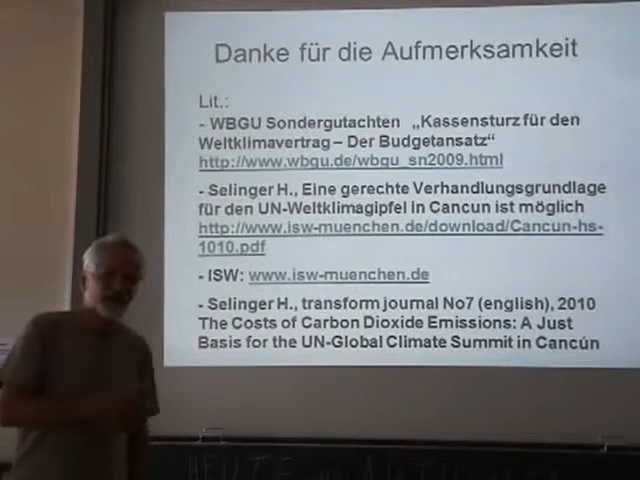 Danke für die Aufmerksamkeit
Lit.:
- WBGU Sondergutachten „Kassensturz für den
Weltklimavertrag – Der Budgetansatz“
http://www.wbgu.de/wbgu_sn2009.html
- Selinger H., Eine gerechte Verhandlungsgrundlage
für den UN-Weltklimagipfel in Cancun ist möglich
http://www.isw-muenchen.de/download/Cancun-hs-
1010.pdf
- ISW: www.isw-muenchen.de
- Selinger H., transform journal No7 (english), 2010
The Costs of Carbon Dioxide Emissions: A Just
Basis for the UN-Global Climate Summit in Cancún
HEUTE